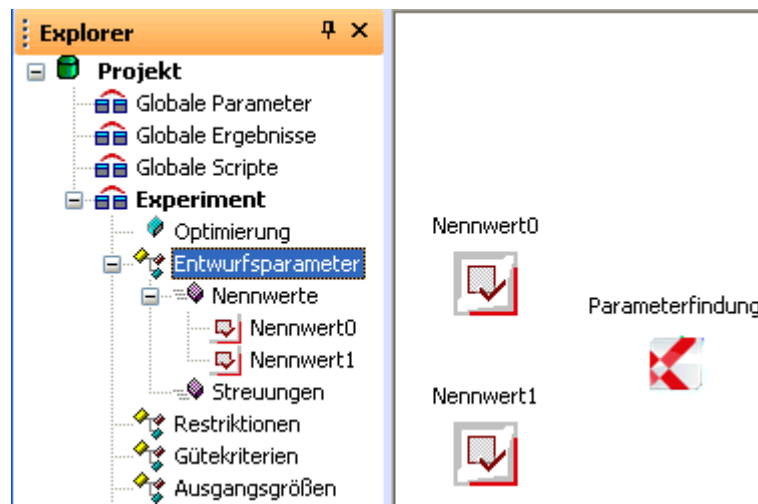 Explorer
Projekt
Globale Parameter
Globale Ergebnisse
Globale Scripte
Experiment
Optimierung
Entwurfsparameter
Nennwerte
Nennwert0
Nennwert1
Streuungen
Restriktionen
Gütekriterien
Ausgangsgrößen
Nennwert0
Parameterfindung
Nennwert1